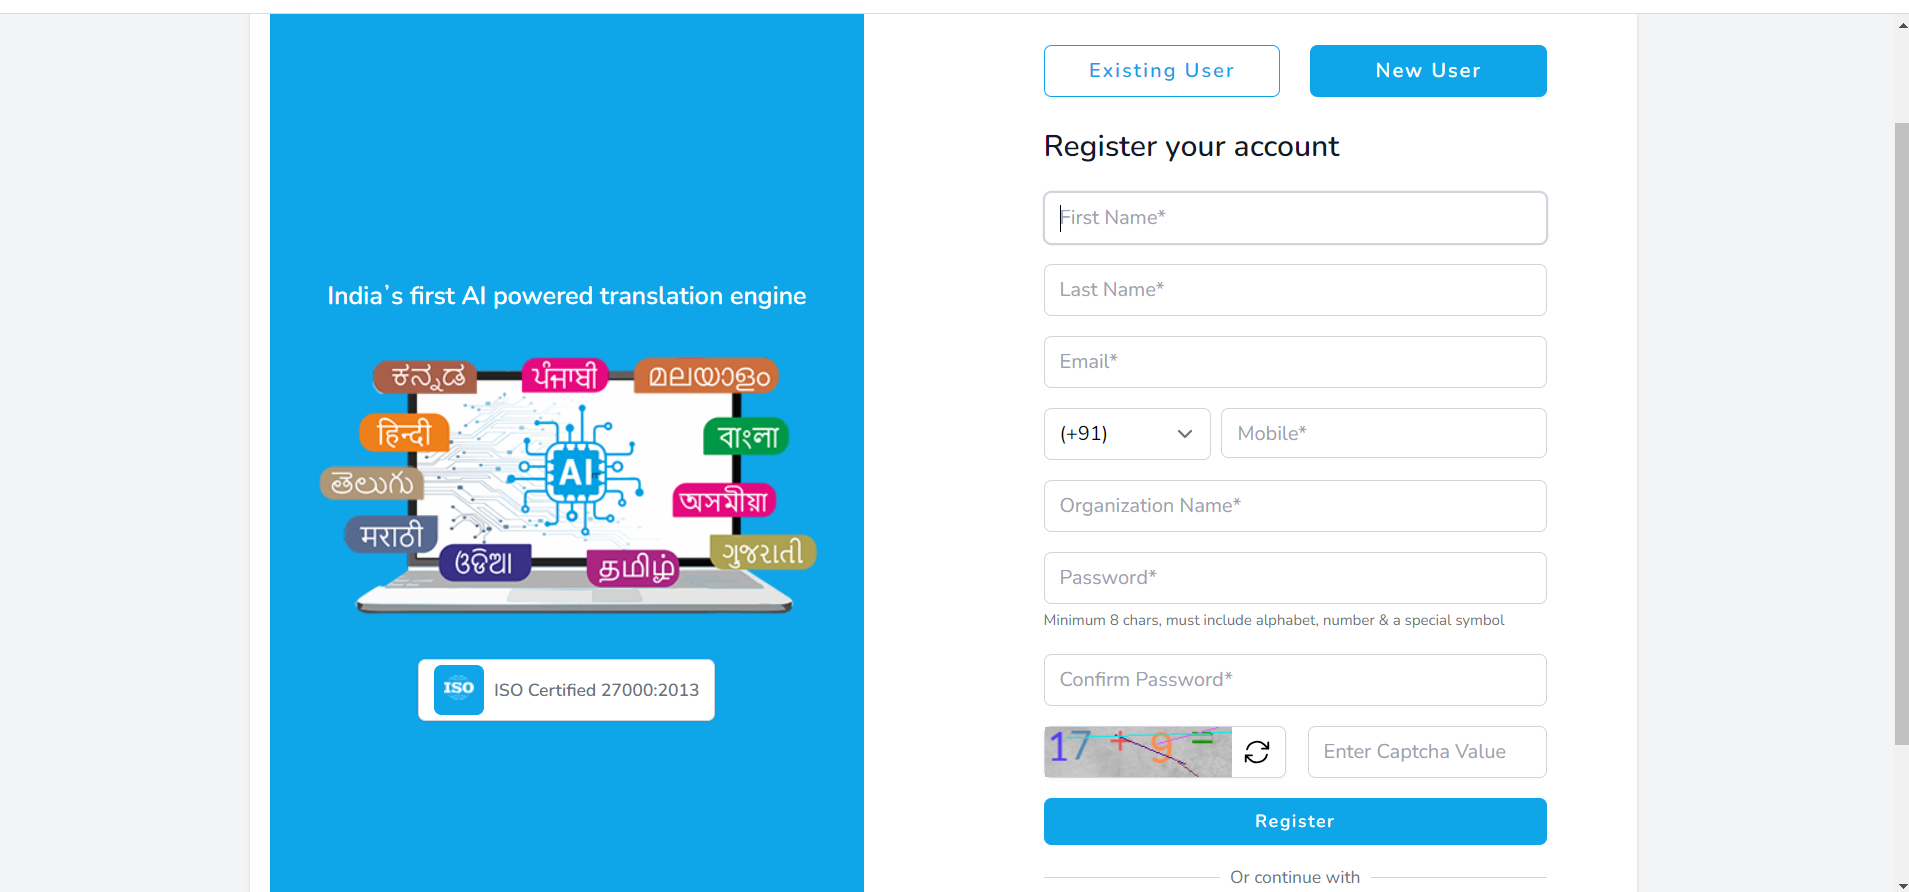 India's first AI powered translation engine
ಕನ್ನಡ
ਪੰਜਾਬੀ
മലയാളം
हिन्दी
বাংলা
తెలుగు
অসমীয়া
मराठी
ଓଡିଆ
தமிழ்
ગુજરાતી
AI
ISO
ISO Certified 27000:2013
Existing User
New User
Register your account
First Name*
Last Name*
Email*
(+91)
Mobile*
Organization Name*
Password*
Minimum 8 chars, must include alphabet, number & a special symbol
Confirm Password*
17 + 9 =
Enter Captcha Value
Register
Or continue with